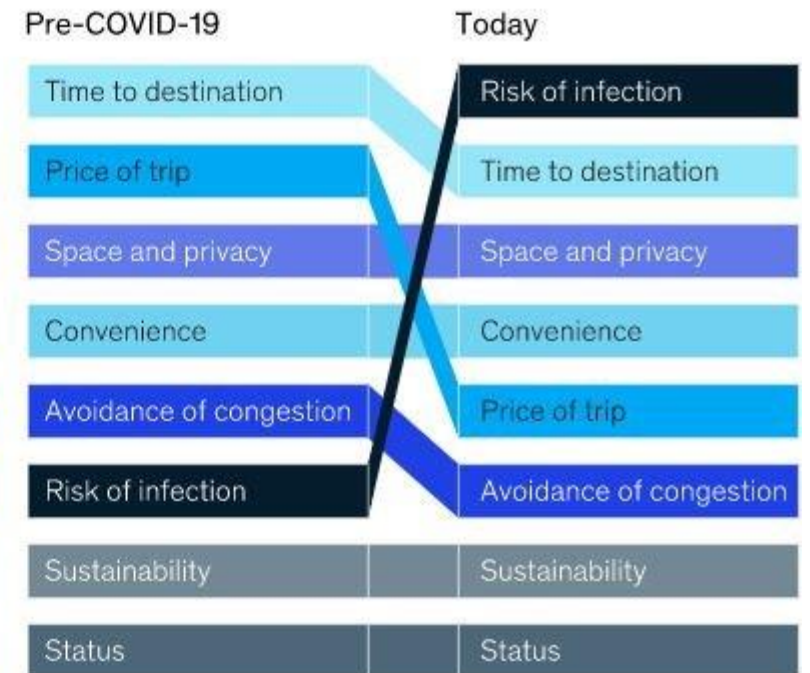 Pre-COVID-19
Today
Time to destination
Risk of infection
Price of trip
Time to destination
Space and privacy
Space and privacy
Convenience
Convenience
Avoidance of congestion
Price of trip
Risk of infection
Avoidance of congestion
Sustainability
Sustainability
Status
Status